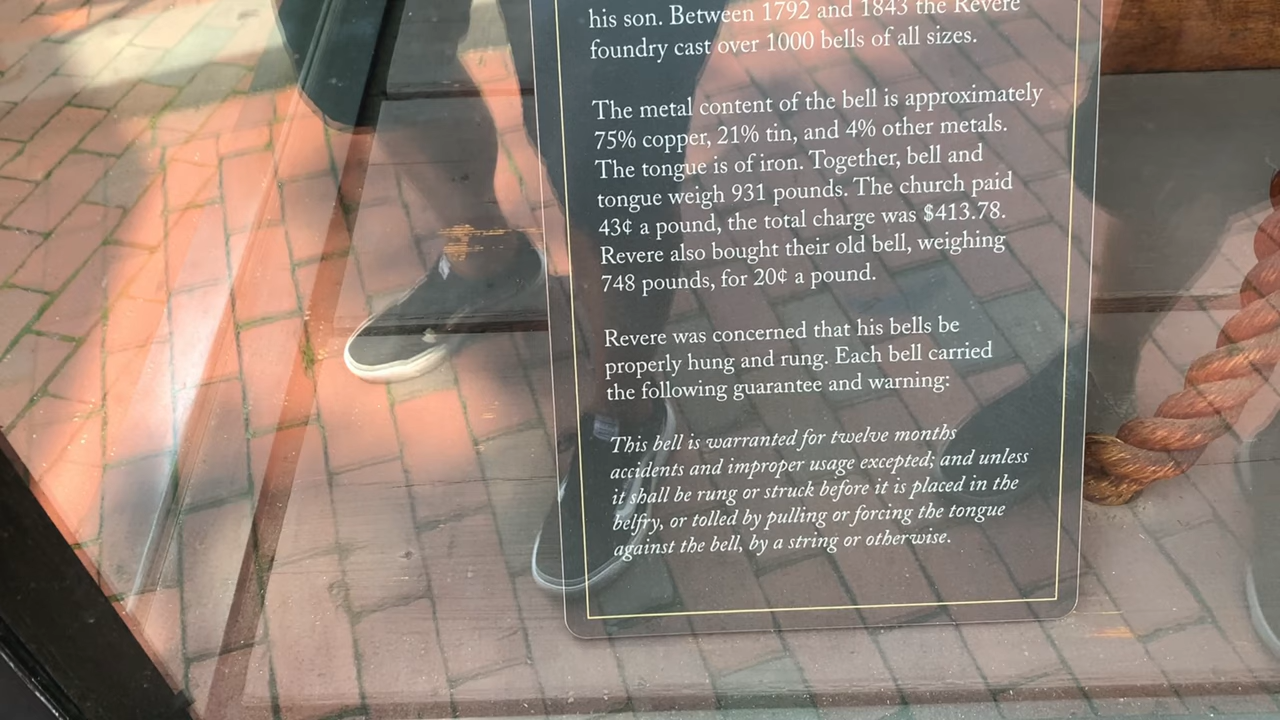 his son. Between 1792 and 1843 the Revere
foundry cast over 1000 bells of all sizes.
The metal content of the bell is approximately
75% copper, 21% tin, and 4% other metals.
The tongue is of iron. Together, bell and
tongue weigh 931 pounds. The church paid
43¢ a pound, the total charge was $413.78.
Revere also bought their old bell, weighing
748 pounds, for 20¢ a pound.
Revere was concerned that his bells be
properly hung and rung. Each bell carried
the following guarantee and warning:
This bell is warranted for twelve months
accidents and improper usage excepted; and unless
it shall be rung or struck before it is placed in the
belfry, or tolled by pulling or forcing the tongue
against the bell, by a string or otherwise.